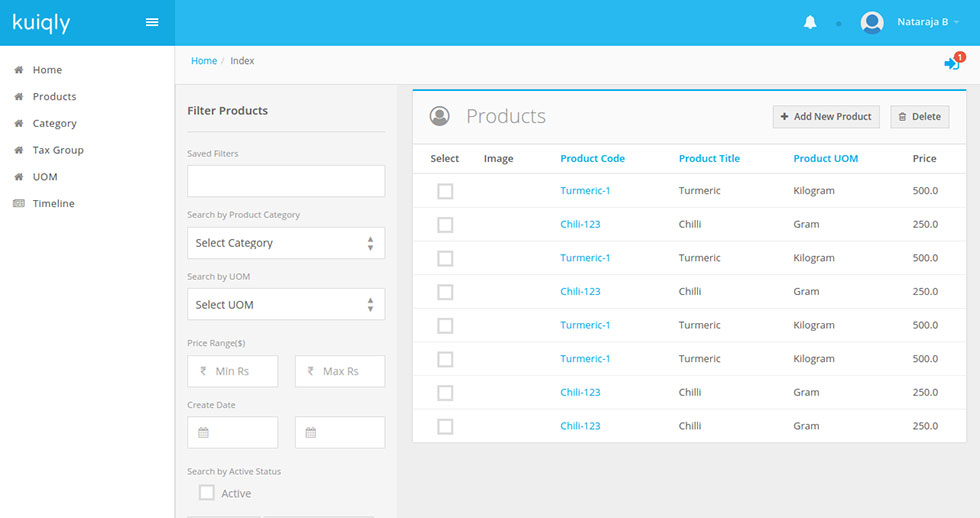 kuiqly
Nataraja B
Home
Products
Category
Tax Group
UOM
Timeline
Home / Index
1
Filter Products
Saved Filters
Search by Product Category
Select Category
Search by UOM
Select UOM
Price Range($)
₹ Min Rs ₹ Max Rs
Create Date
Search by Active Status
Active
Products
Add New Product Delete
Select Image Product Code Product Title Product UOM Price
Turmeric-1 Turmeric Kilogram 500.0
Chili-123 Chilli Gram 250.0
Turmeric-1 Turmeric Kilogram 500.0
Chili-123 Chilli Gram 250.0
Turmeric-1 Turmeric Kilogram 500.0
Turmeric-1 Turmeric Kilogram 500.0
Chili-123 Chilli Gram 250.0
Chili-123 Chilli Gram 250.0